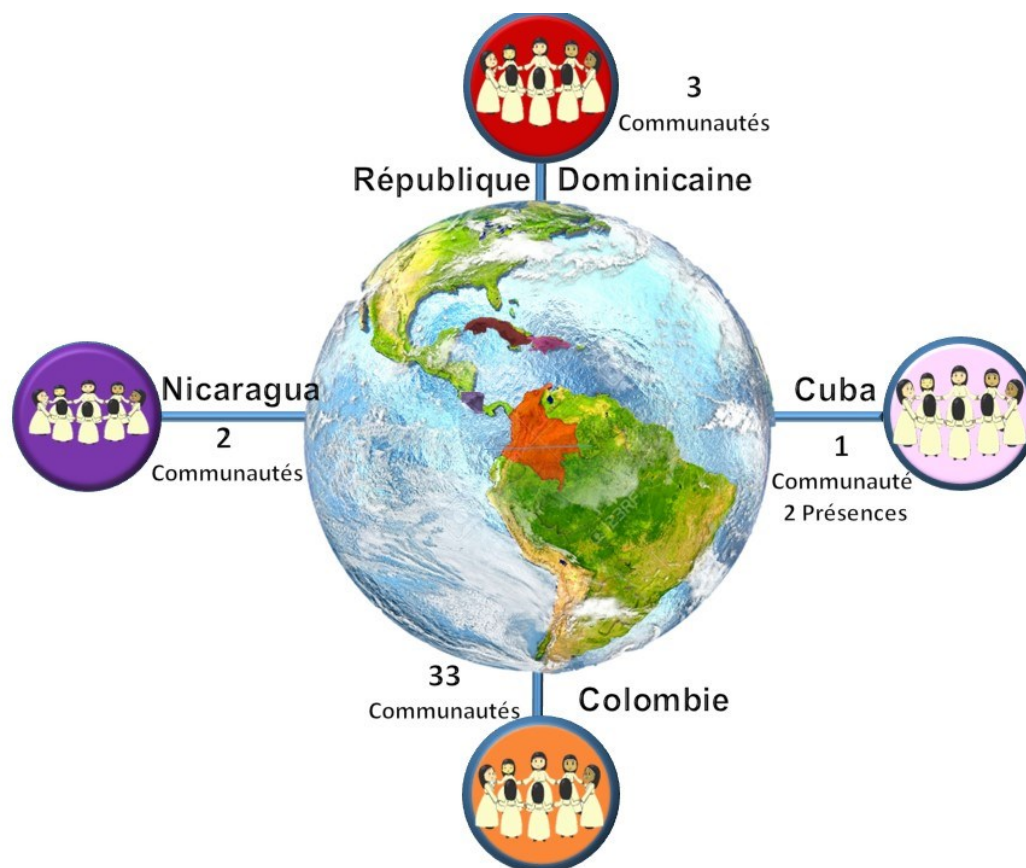 3
Communautés
République Dominicaine
Nicaragua
2
Communautés
Cuba
1
Communauté
2 Présences
33
Communautés
Colombie